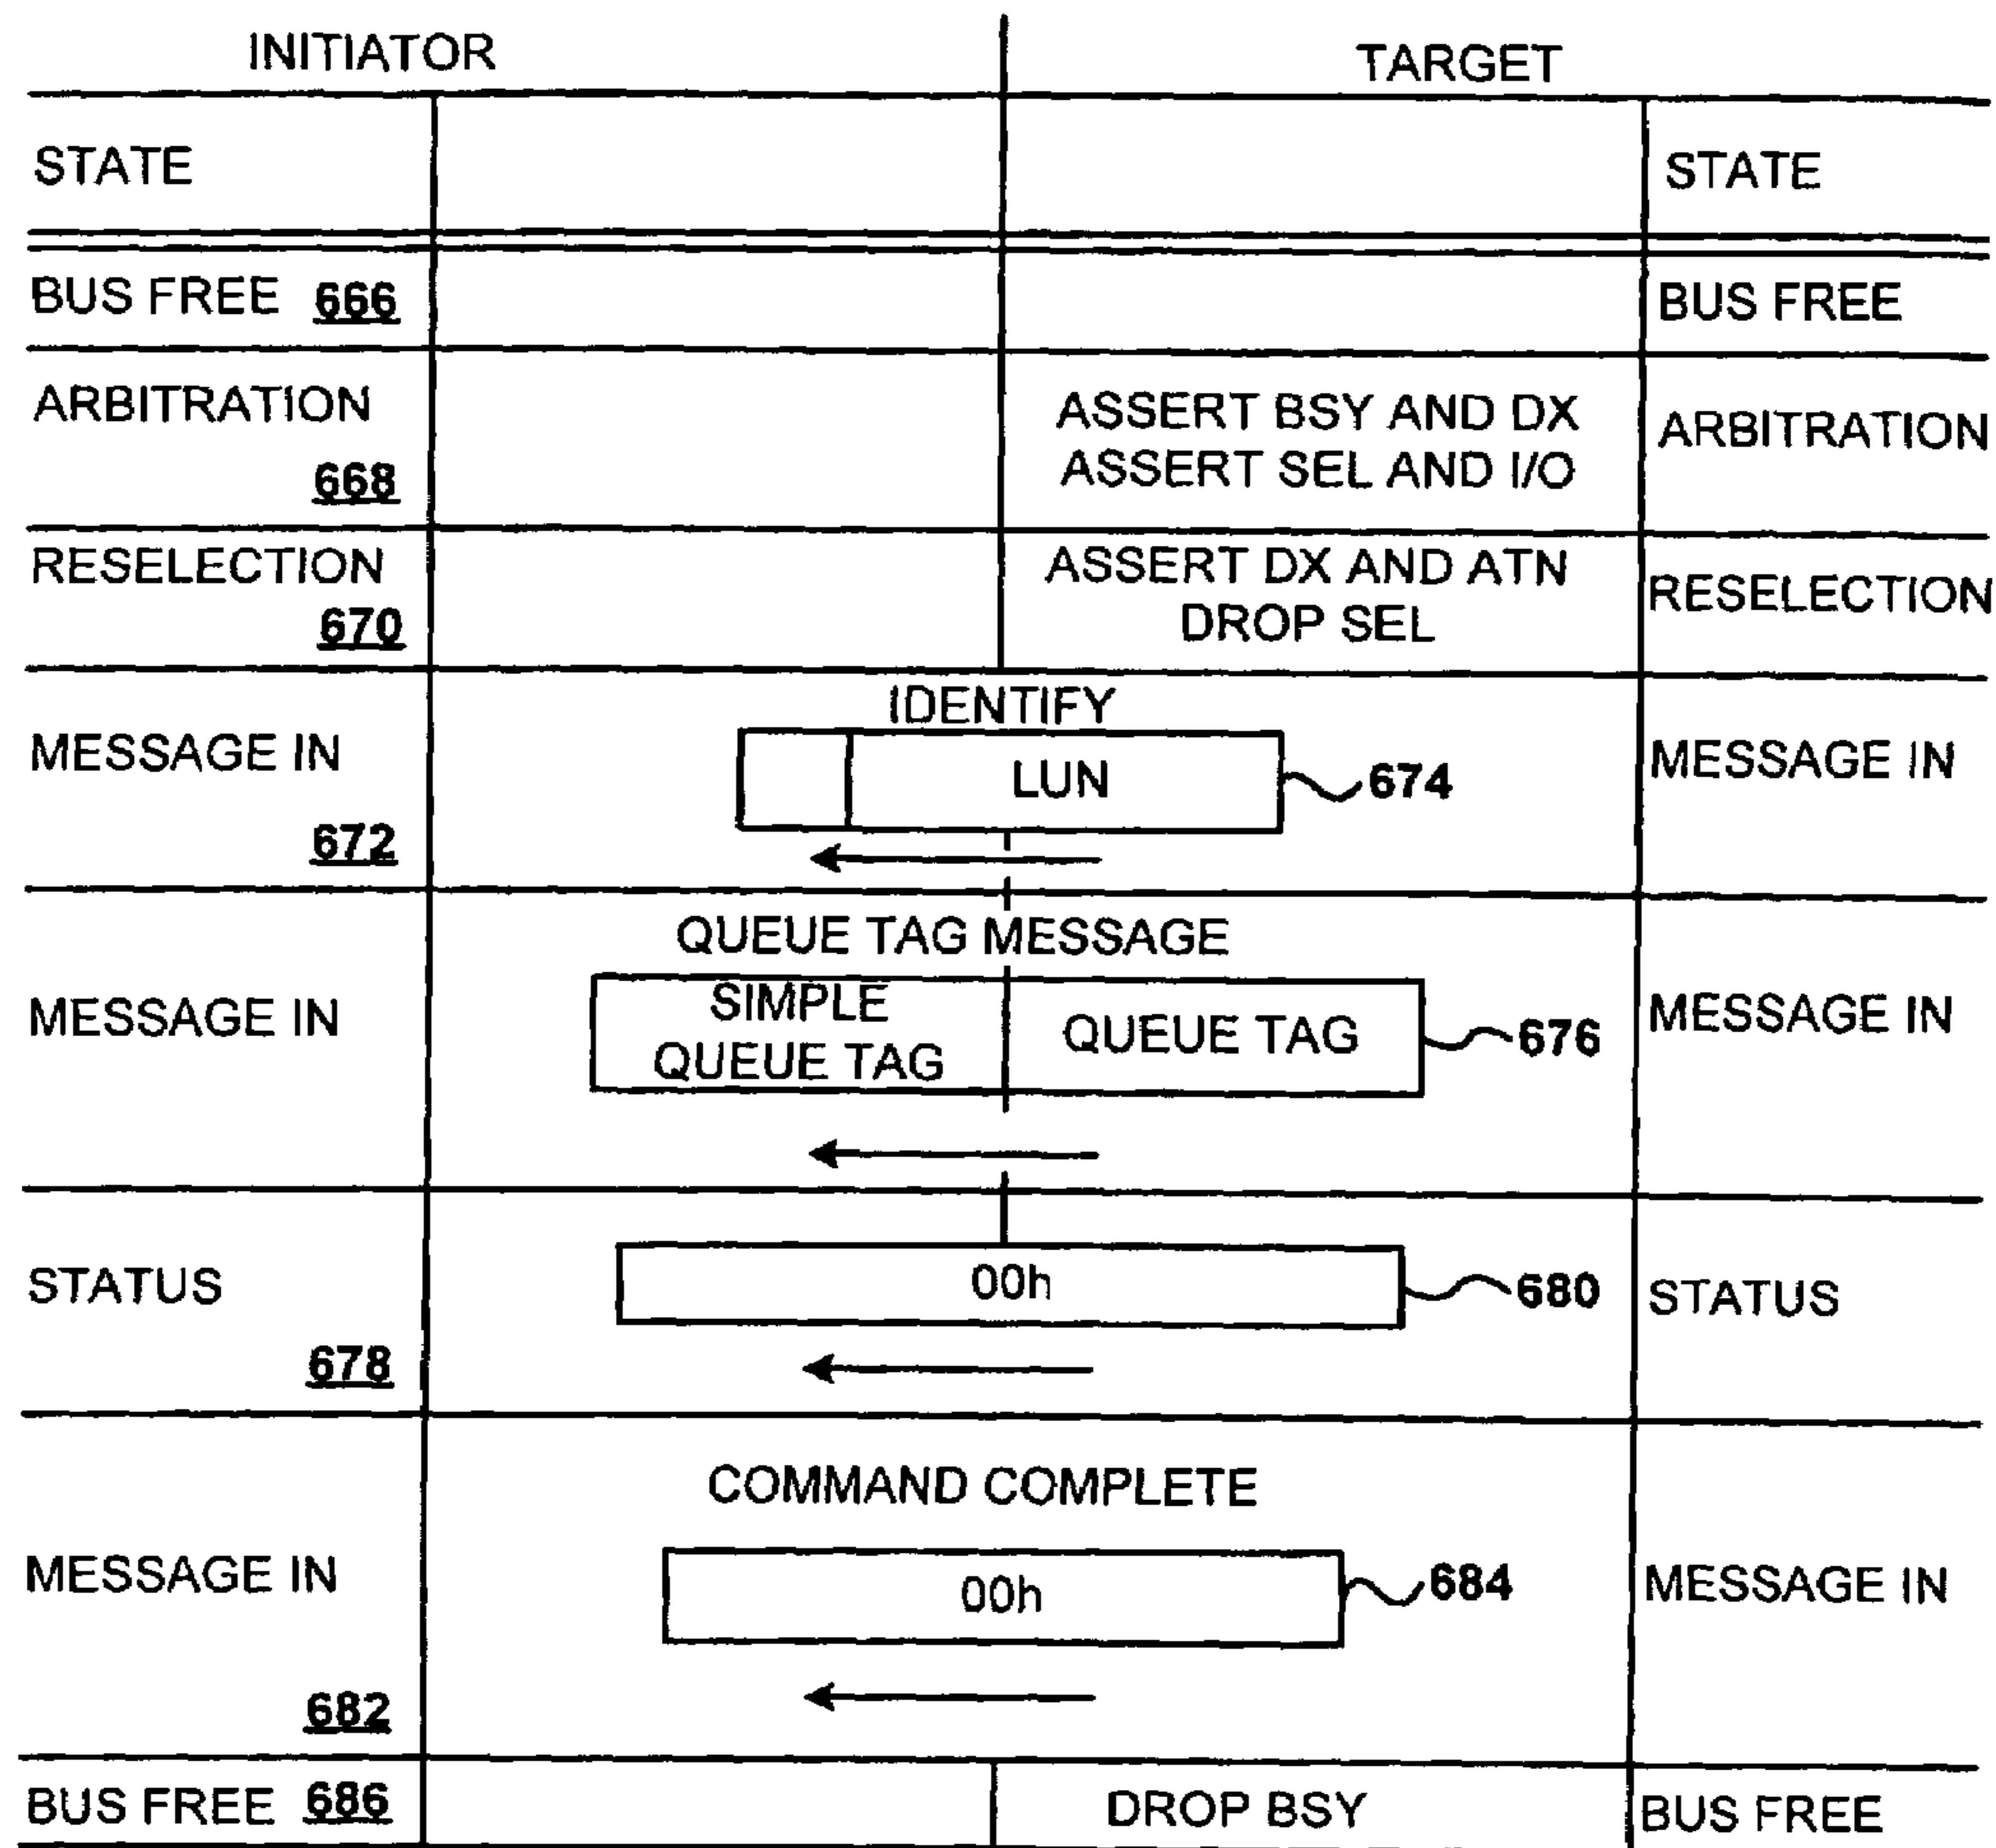 INITIATOR
TARGET
STATE
STATE
BUS FREE 666
BUS FREE
ARBITRATION
668
ASSERT BSY AND DX
ASSERT SEL AND I/O
ARBITRATION
RESELECTION
670
ASSERT DX AND ATN
DROP SEL
RESELECTION
MESSAGE IN
672
IDENTIFY
LUN
674
MESSAGE IN
MESSAGE IN
QUEUE TAG MESSAGE
SIMPLE
QUEUE TAG
QUEUE TAG
676
MESSAGE IN
STATUS
678
00h
680
STATUS
MESSAGE IN
682
COMMAND COMPLETE
00h
684
MESSAGE IN
BUS FREE 686
DROP BSY
BUS FREE